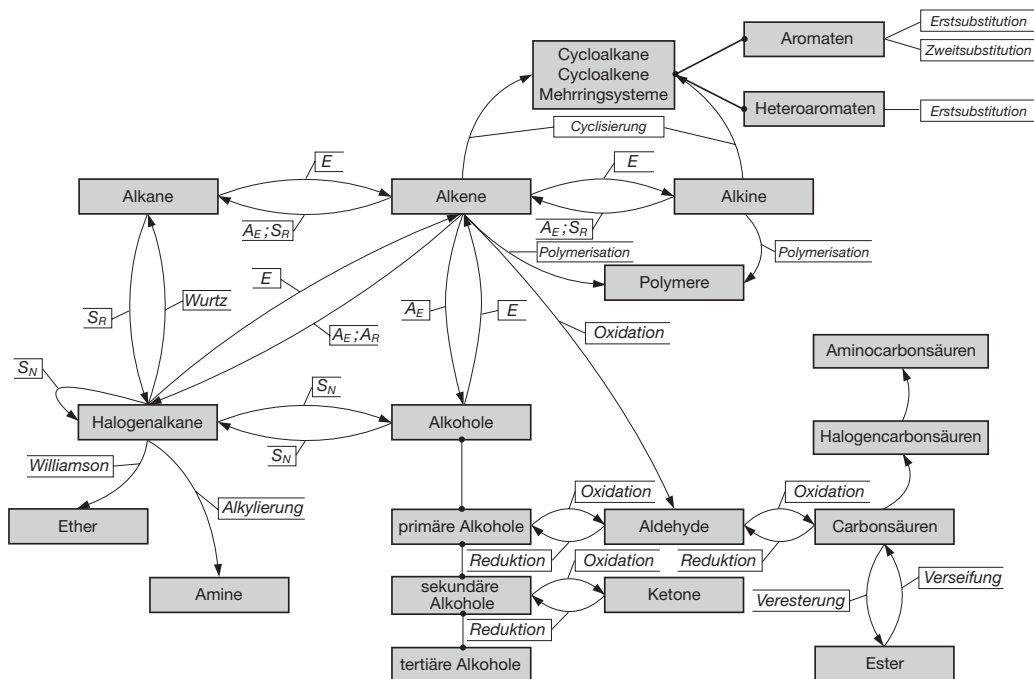 Erstsubstitution
Aromaten
Zweitsubstitution
Cycloalkane
Cycloalkene
Mehrringsysteme
Heteroaromaten
Erstsubstitution
Cyclisierung
E
E
Alkane
Alkene
Alkine
A_E ; S_R
A_E ; S_R
Polymerisation
Polymerisation
Polymere
E
Wurtz
S_R
A_E
E
A_E ; A_R
Oxidation
Aminocarbonsäuren
S_N
S_N
Halogenalkane
Alkohole
Halogencarbonsäuren
S_N
Williamson
Alkylierung
Oxidation
Oxidation
Ether
primäre Alkohole
Aldehyde
Carbonsäuren
Reduktion
Oxidation
Reduktion
Amine
sekundäre
Alkohole
Ketone
Veresterung
Verseifung
Reduktion
tertiäre Alkohole
Ester